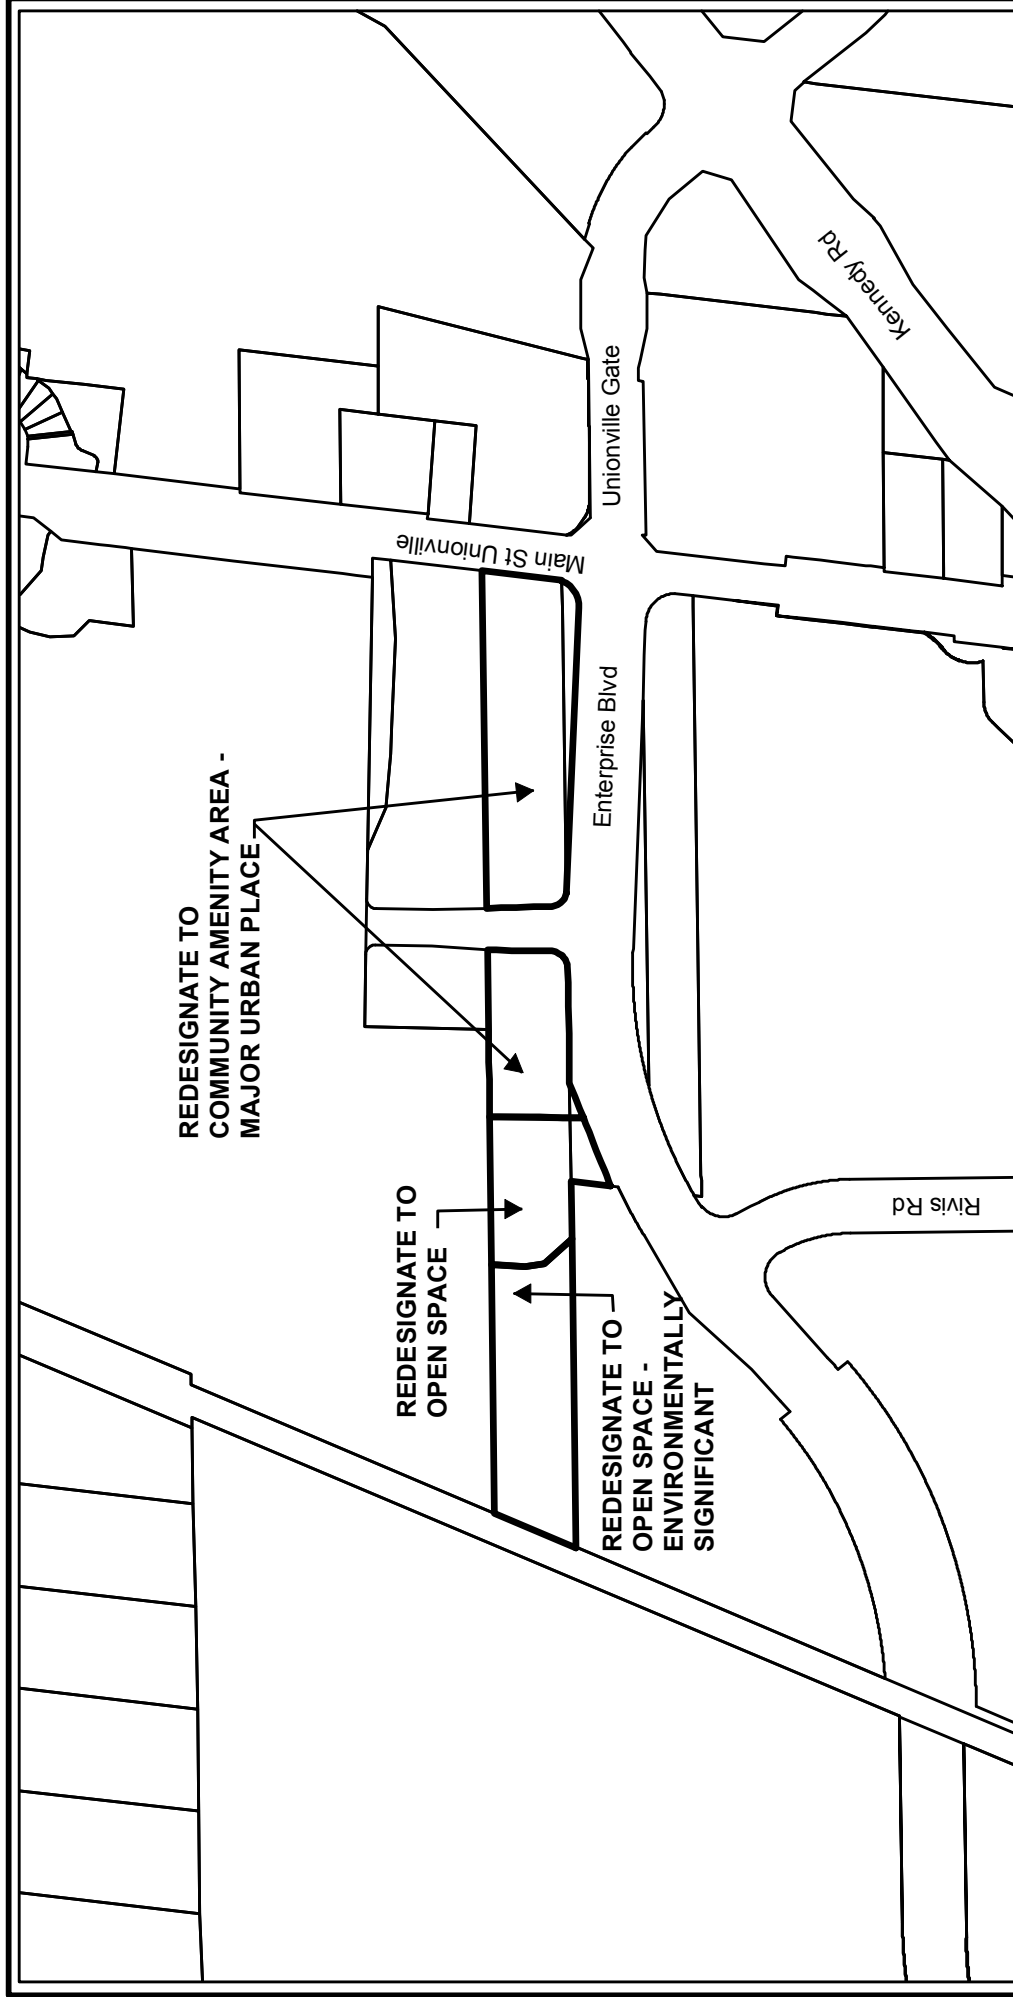 REDESIGNATE TO
COMMUNITY AMENITY AREA -
MAJOR URBAN PLACE
REDESIGNATE TO
OPEN SPACE
REDESIGNATE TO
OPEN SPACE -
ENVIRONMENTALLY
SIGNIFICANT
Main St Unionville
Unionville Gate
Enterprise Blvd
Kennedy Rd
Rivis Rd